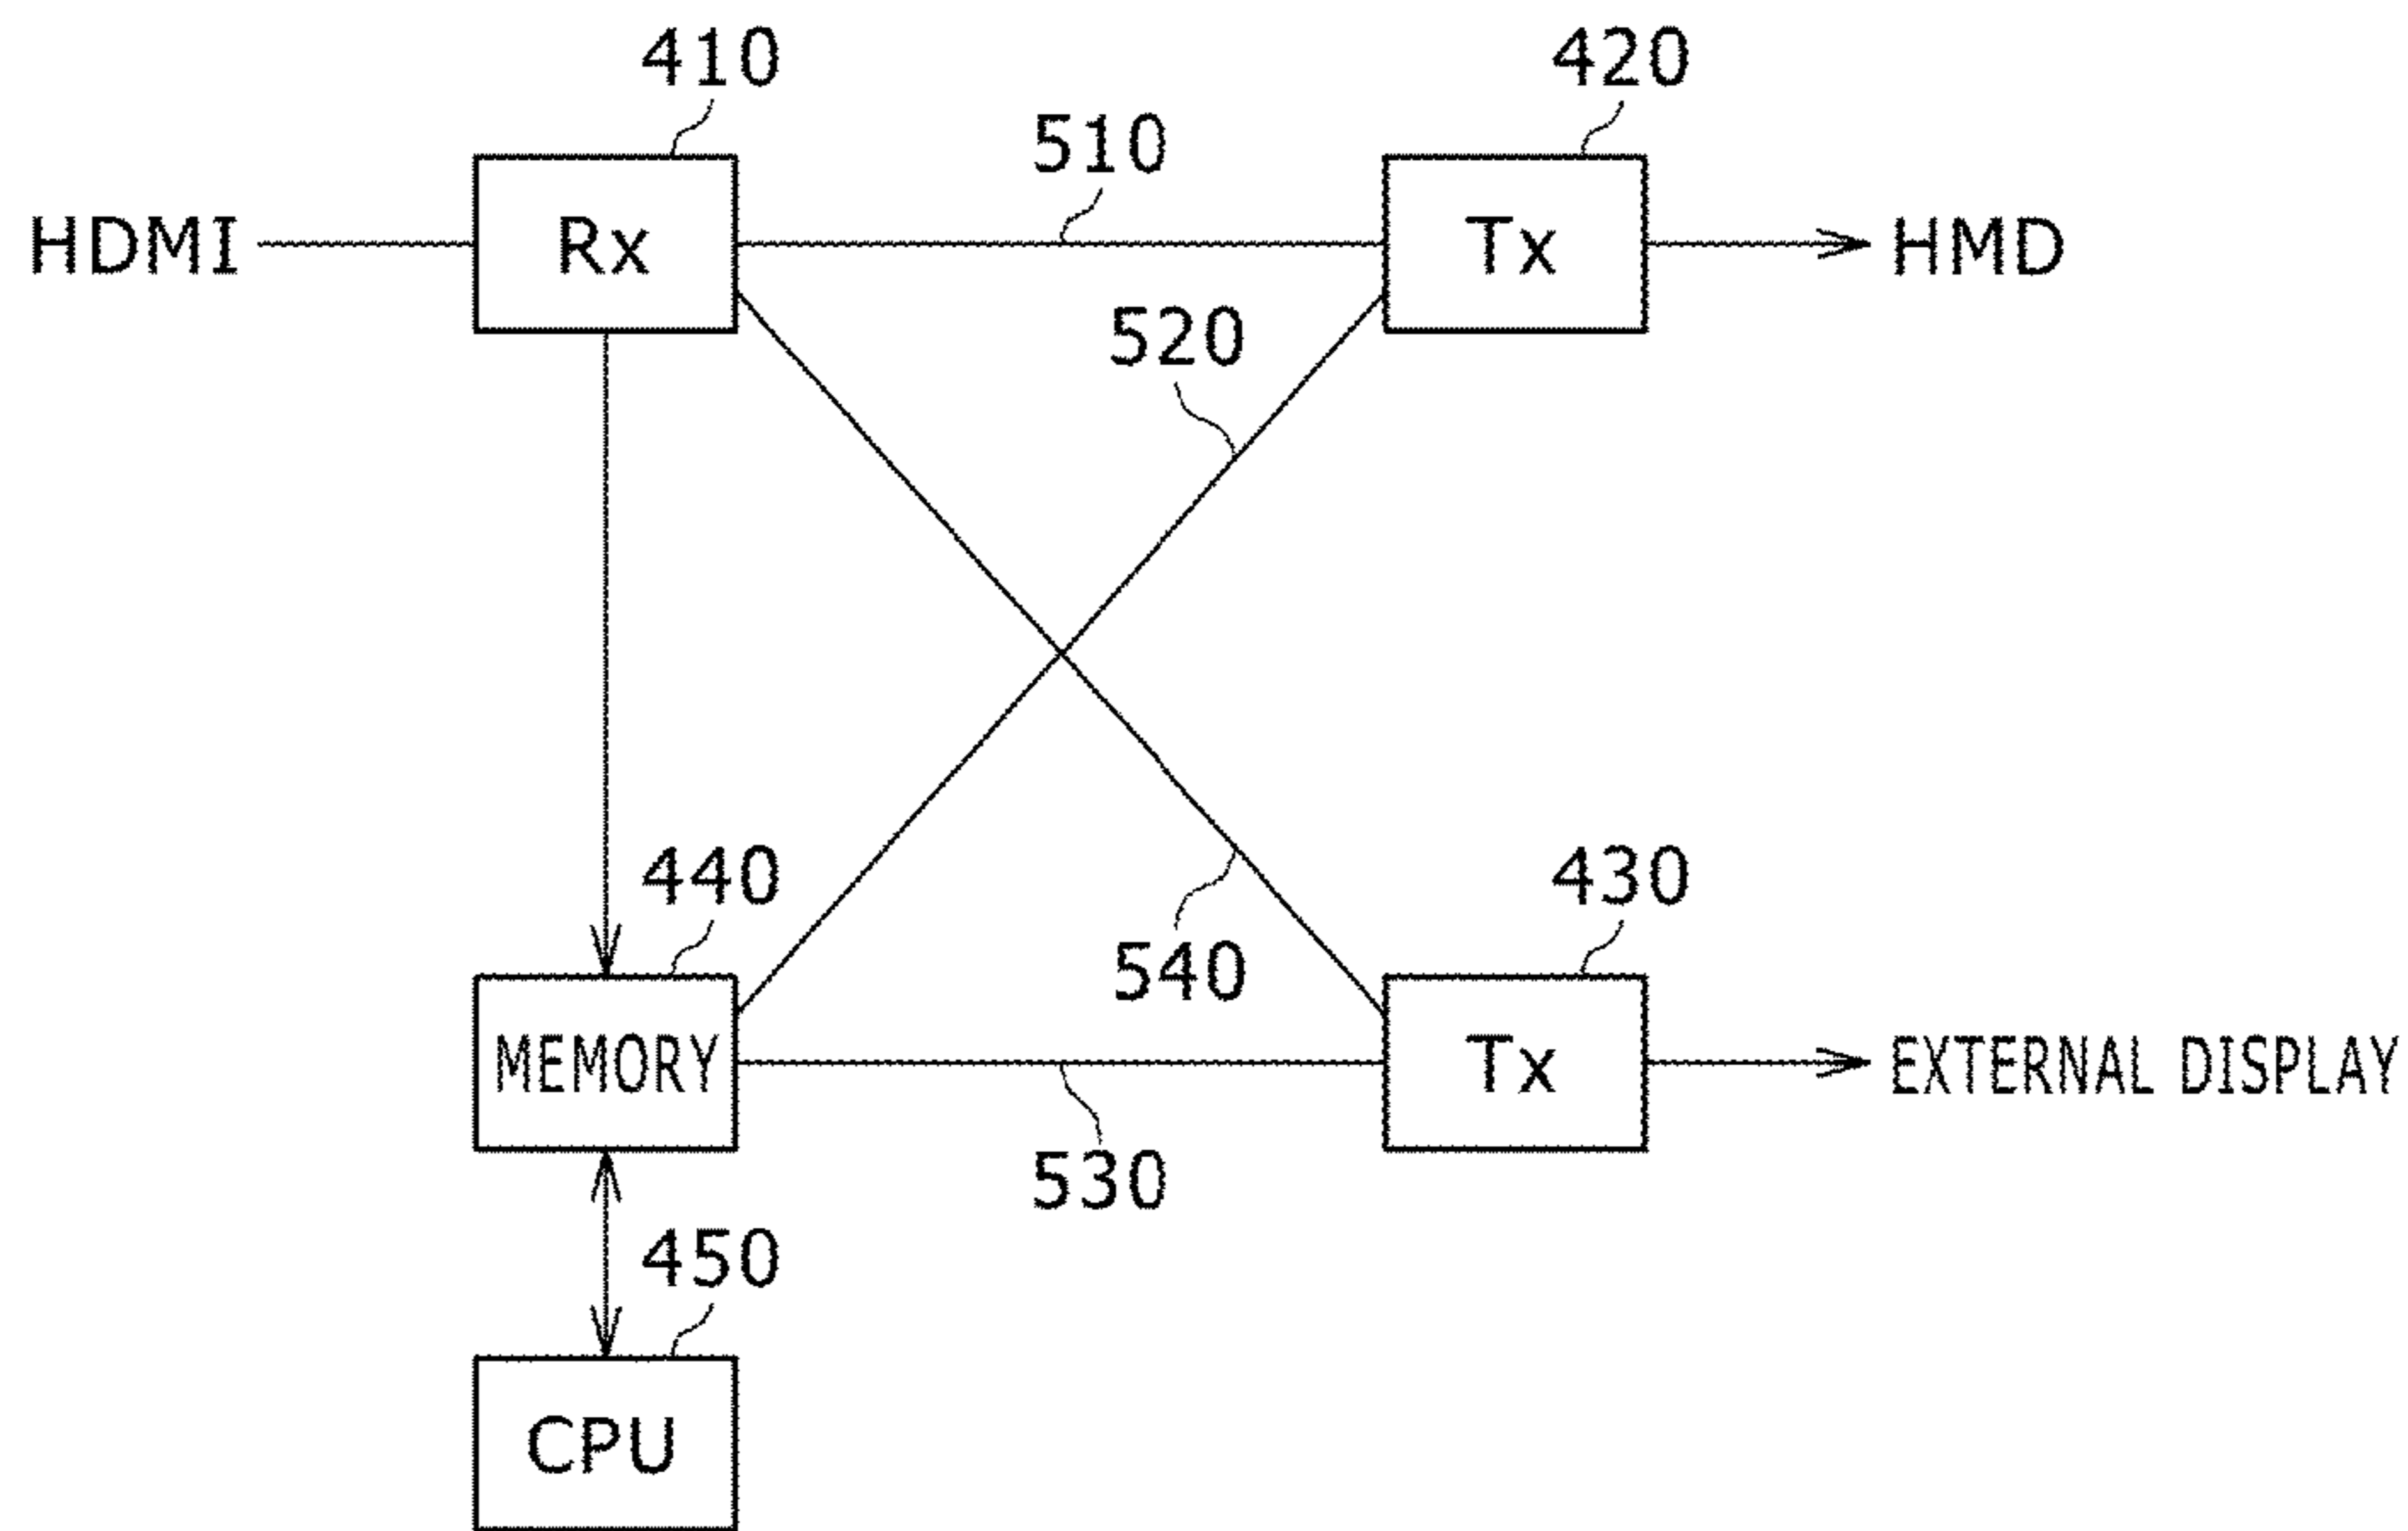 410
420
510
HDMI
Rx
Tx
HMD
520
440
430
540
MEMORY
Tx
EXTERNAL DISPLAY
530
450
CPU